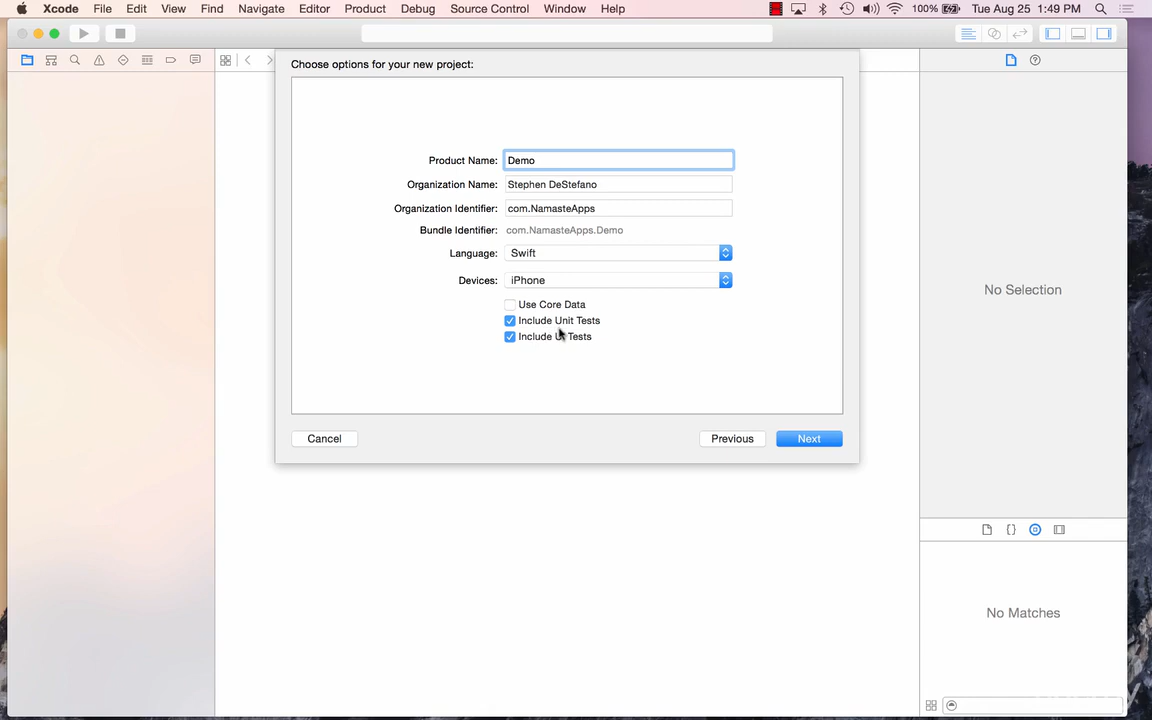 Xcode File Edit View Find Navigate Editor Product Debug Source Control Window Help 100% Tue Aug 25 1:49 PM
Choose options for your new project:
Product Name: Demo
Organization Name: Stephen DeStefano
Organization Identifier: com.NamasteApps
Bundle Identifier: com.NamasteApps.Demo
Language: Swift
Devices: iPhone
Use Core Data
Include Unit Tests
Include UI Tests
Cancel Previous Next
No Selection
No Matches